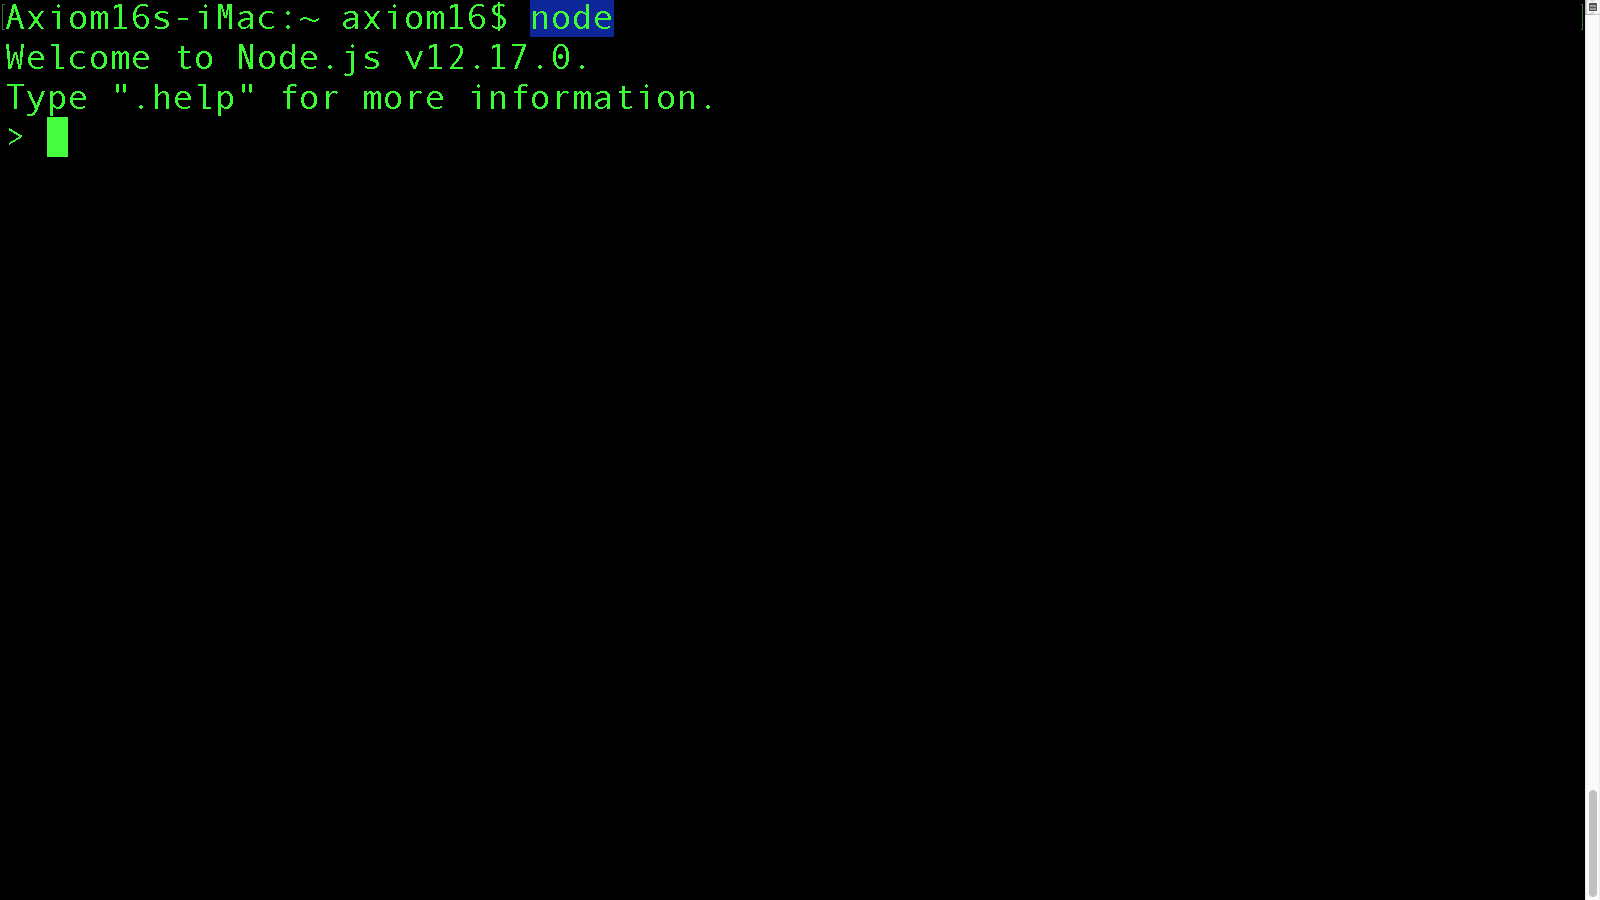 Axiom16s-iMac:~ axiom16$ node
Welcome to Node.js v12.17.0.
Type ".help" for more information.
>